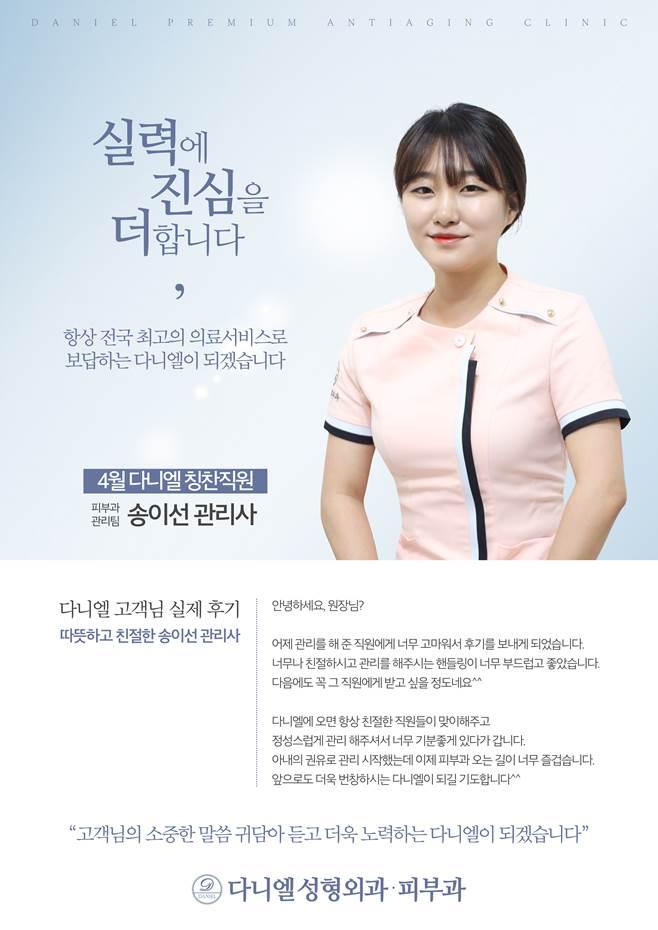 DANIEL PREMIUM ANTIAGING CLINIC
실력에
진심을
더합니다
,
항상 전국 최고의 의료서비스로
보답하는 다니엘이 되겠습니다
4월 다니엘 칭찬직원
피부과
관리팀 송이선 관리사
다니엘 고객님 실제 후기
따뜻하고 친절한 송이선 관리사
안녕하세요, 원장님?
어제 관리를 해 준 직원에게 너무 고마워서 후기를 보내게 되었습니다.
너무나 친절하시고 관리를 해주시는 핸들링이 너무 부드럽고 좋았습니다.
다음에도 꼭 그 직원에게 받고 싶을 정도네요^^
다니엘에 오면 항상 친절한 직원들이 맞이해주고
정성스럽게 관리 해주셔서 너무 기분좋게 있다가 갑니다.
아내의 권유로 관리 시작했는데 이제 피부과 오는 길이 너무 즐겁습니다.
앞으로도 더욱 번창하시는 다니엘이 되길 기도합니다^^
“고객님의 소중한 말씀 귀담아 듣고 더욱 노력하는 다니엘이 되겠습니다”
D
DANIEL
다니엘성형외과·피부과